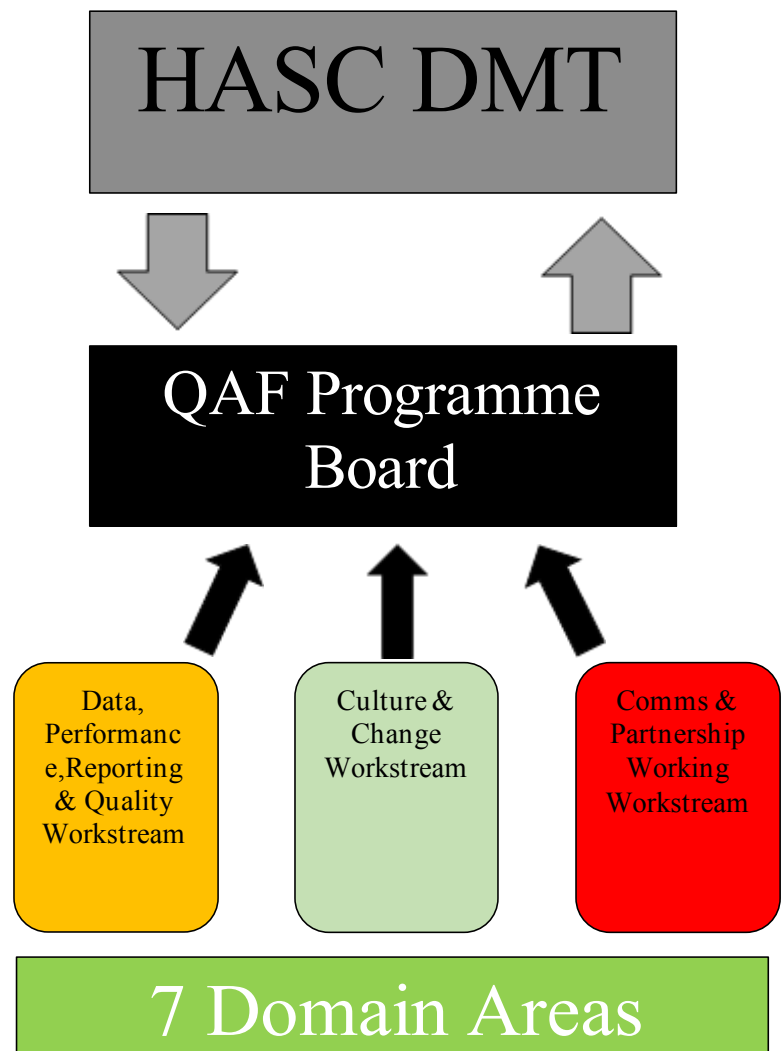 HASC DMT
QAF Programme
Board
Data,
Performanc
e,Reporting
& Quality
Workstream
Culture &
Change
Workstream
Comms &
Partnership
Working
Workstream
7 Domain Areas